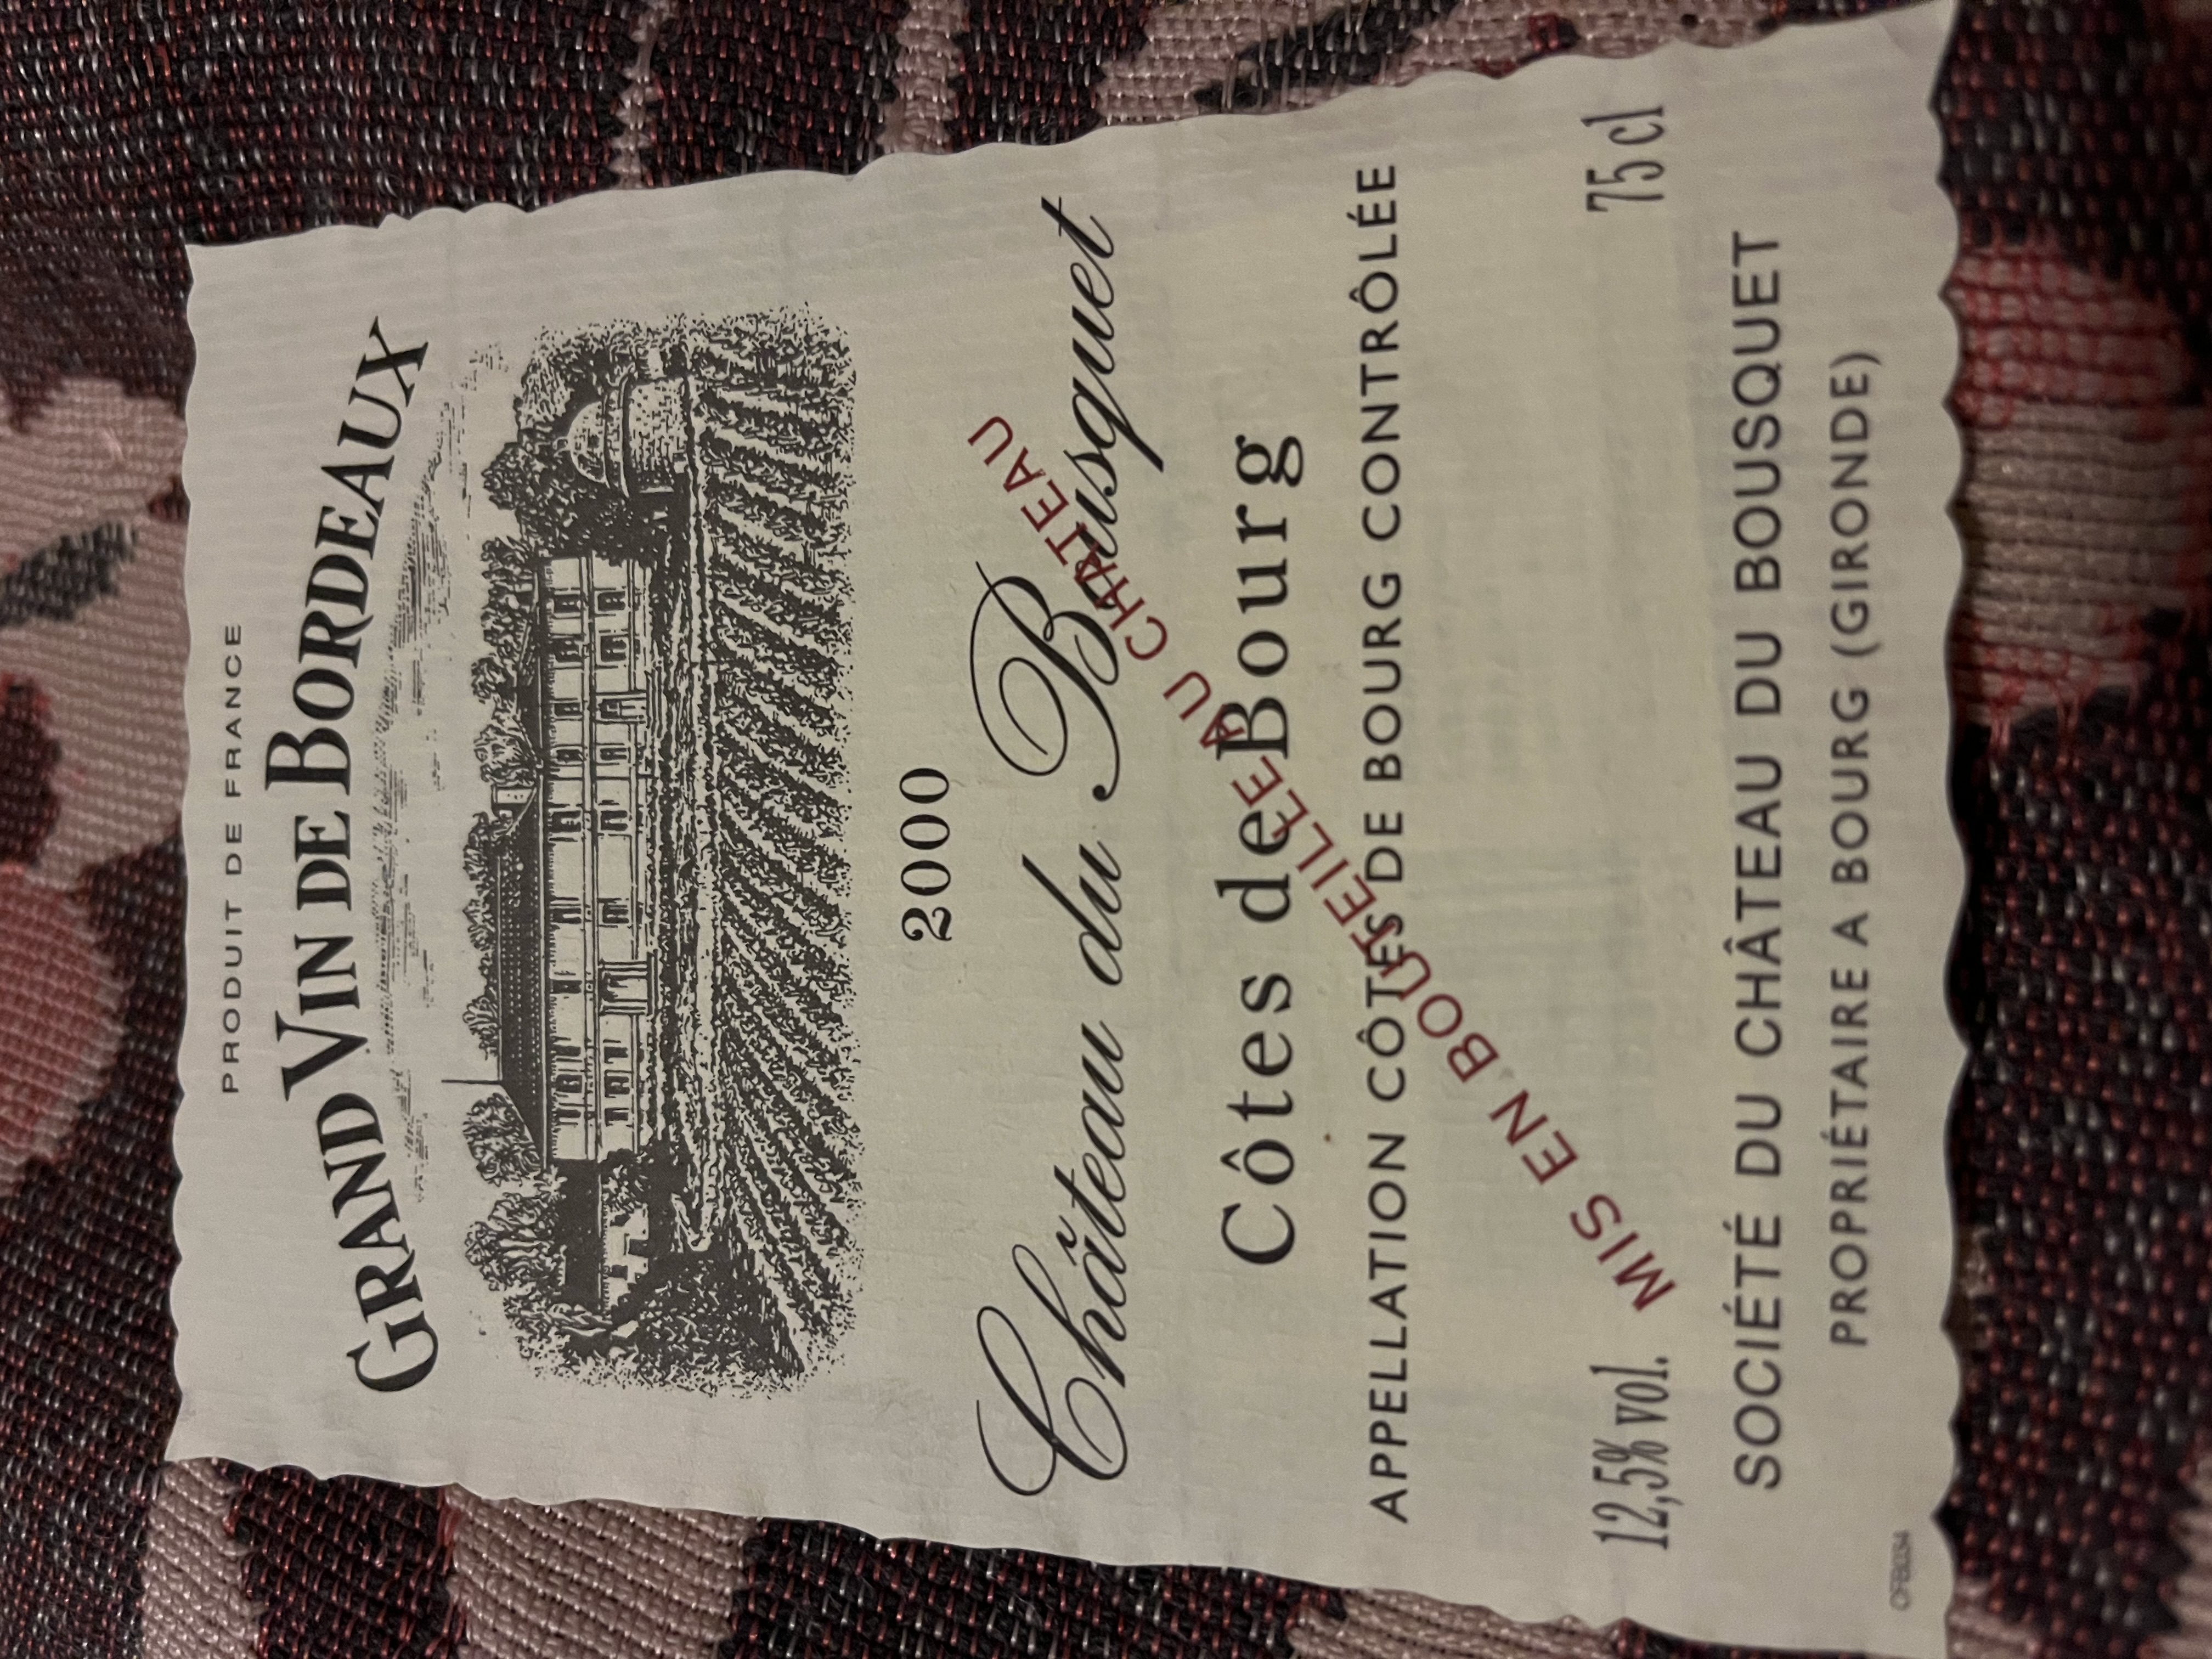 PRODUIT DE FRANCE
GRAND VIN DE BORDEAUX
2000
Château du Bousquet
Côtes de Bourg
APPELLATION CÔTES DE BOURG CONTRÔLÉE
MIS EN BOUTEILLE AU CHATEAU
12,5% vol. 75 cl
SOCIÉTÉ DU CHÂTEAU DU BOUSQUET
PROPRIÉTAIRE A BOURG (GIRONDE)